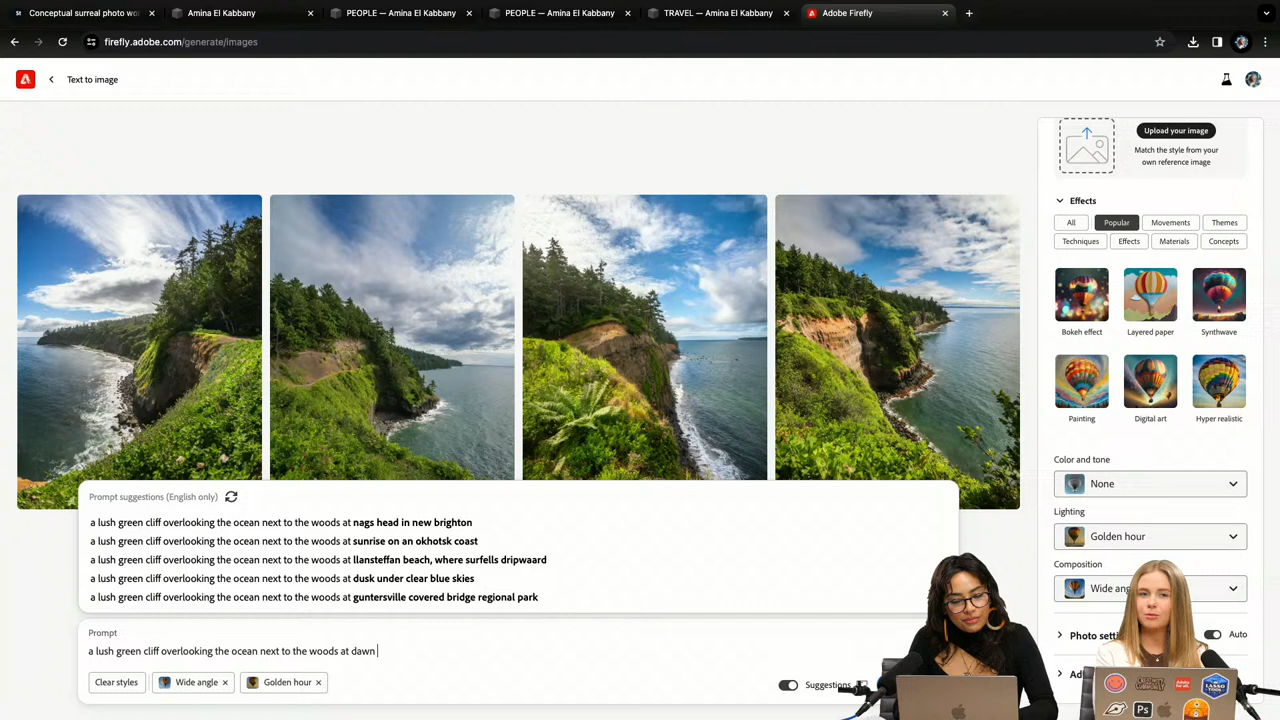 Conceptual surreal photo wo
Amina El Kabbany
PEOPLE — Amina El Kabbany
PEOPLE — Amina El Kabbany
TRAVEL — Amina El Kabbany
Adobe Firefly
firefly.adobe.com/generate/images
Text to image
Upload your image
Match the style from your
own reference image
Effects
All
Popular
Movements
Themes
Techniques
Effects
Materials
Concepts
Bokeh effect
Layered paper
Synthwave
Painting
Digital art
Hyper realistic
Color and tone
None
Lighting
Golden hour
Composition
Wide ang
Photo setti
Auto
Ad
Prompt suggestions (English only)
a lush green cliff overlooking the ocean next to the woods at nags head in new brighton
a lush green cliff overlooking the ocean next to the woods at sunrise on an okhotsk coast
a lush green cliff overlooking the ocean next to the woods at llansteffan beach, where surfells dripwaard
a lush green cliff overlooking the ocean next to the woods at dusk under clear blue skies
a lush green cliff overlooking the ocean next to the woods at guntersville covered bridge regional park
Prompt
a lush green cliff overlooking the ocean next to the woods at dawn
Clear styles
Wide angle
Golden hour
Suggestions
Ps
LASSO
TOOL